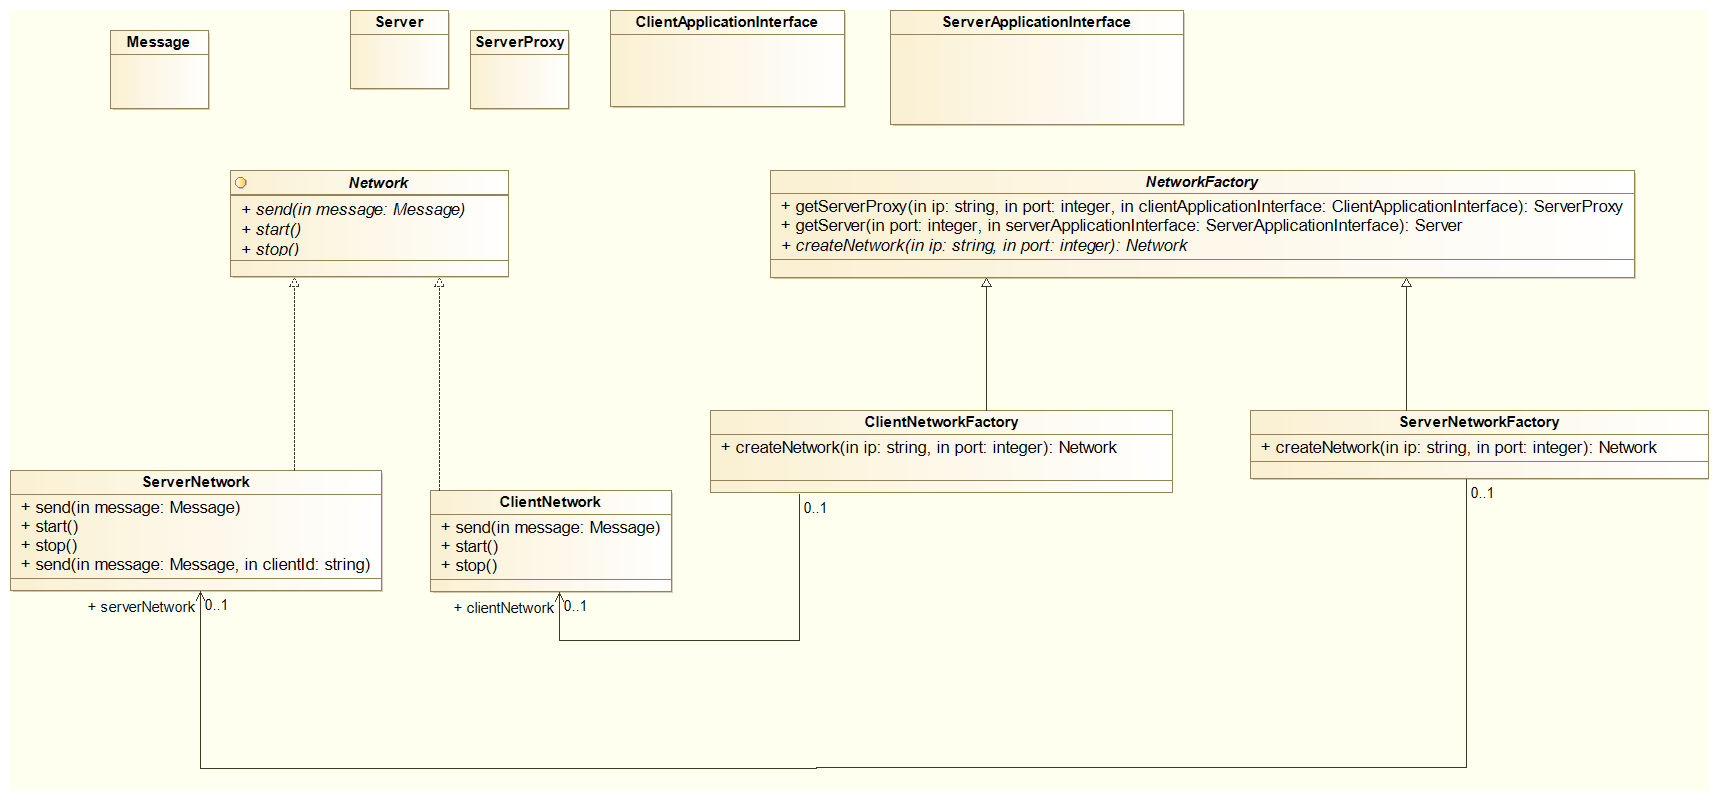 Message
Server
ServerProxy
ClientApplicationInterface
ServerApplicationInterface
Network
+ send(in message: Message)
+ start()
+ stop()
NetworkFactory
+ getServerProxy(in ip: string, in port: integer, in clientApplicationInterface: ClientApplicationInterface): ServerProxy
+ getServer(in port: integer, in serverApplicationInterface: ServerApplicationInterface): Server
+ createNetwork(in ip: string, in port: integer): Network
ClientNetworkFactory
+ createNetwork(in ip: string, in port: integer): Network
0..1
ServerNetworkFactory
+ createNetwork(in ip: string, in port: integer): Network
0..1
ServerNetwork
+ send(in message: Message)
+ start()
+ stop()
+ send(in message: Message, in clientId: string)
+ serverNetwork
0..1
ClientNetwork
+ send(in message: Message)
+ start()
+ stop()
+ clientNetwork
0..1